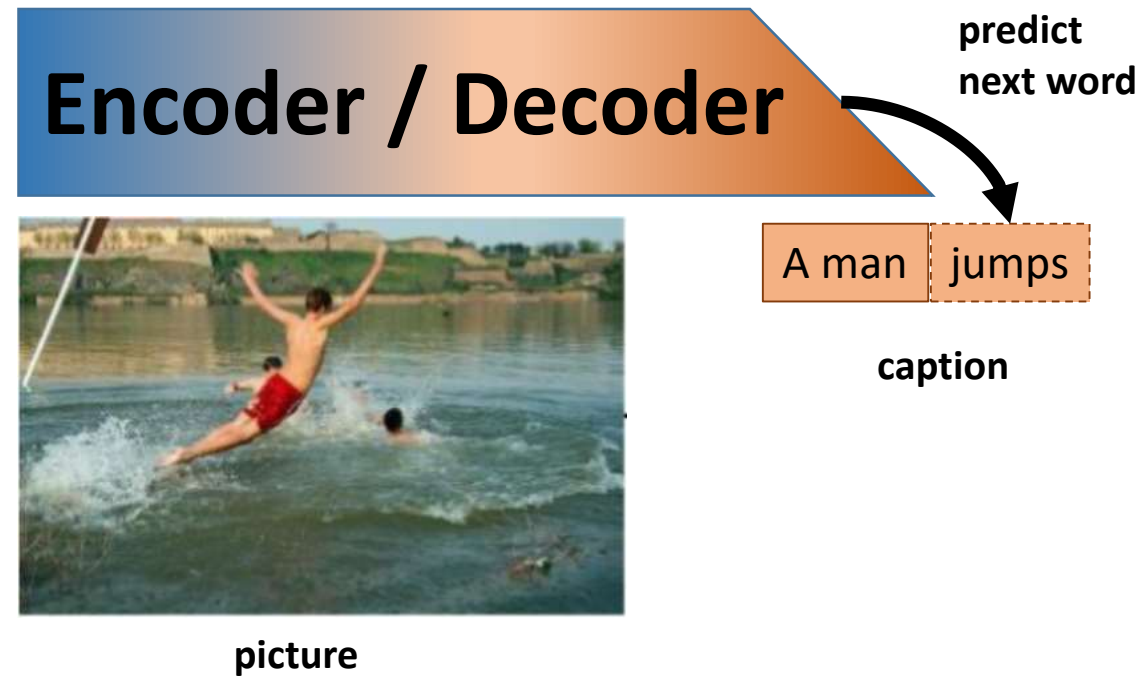 Encoder / Decoder
predict
next word
A man jumps
caption
picture